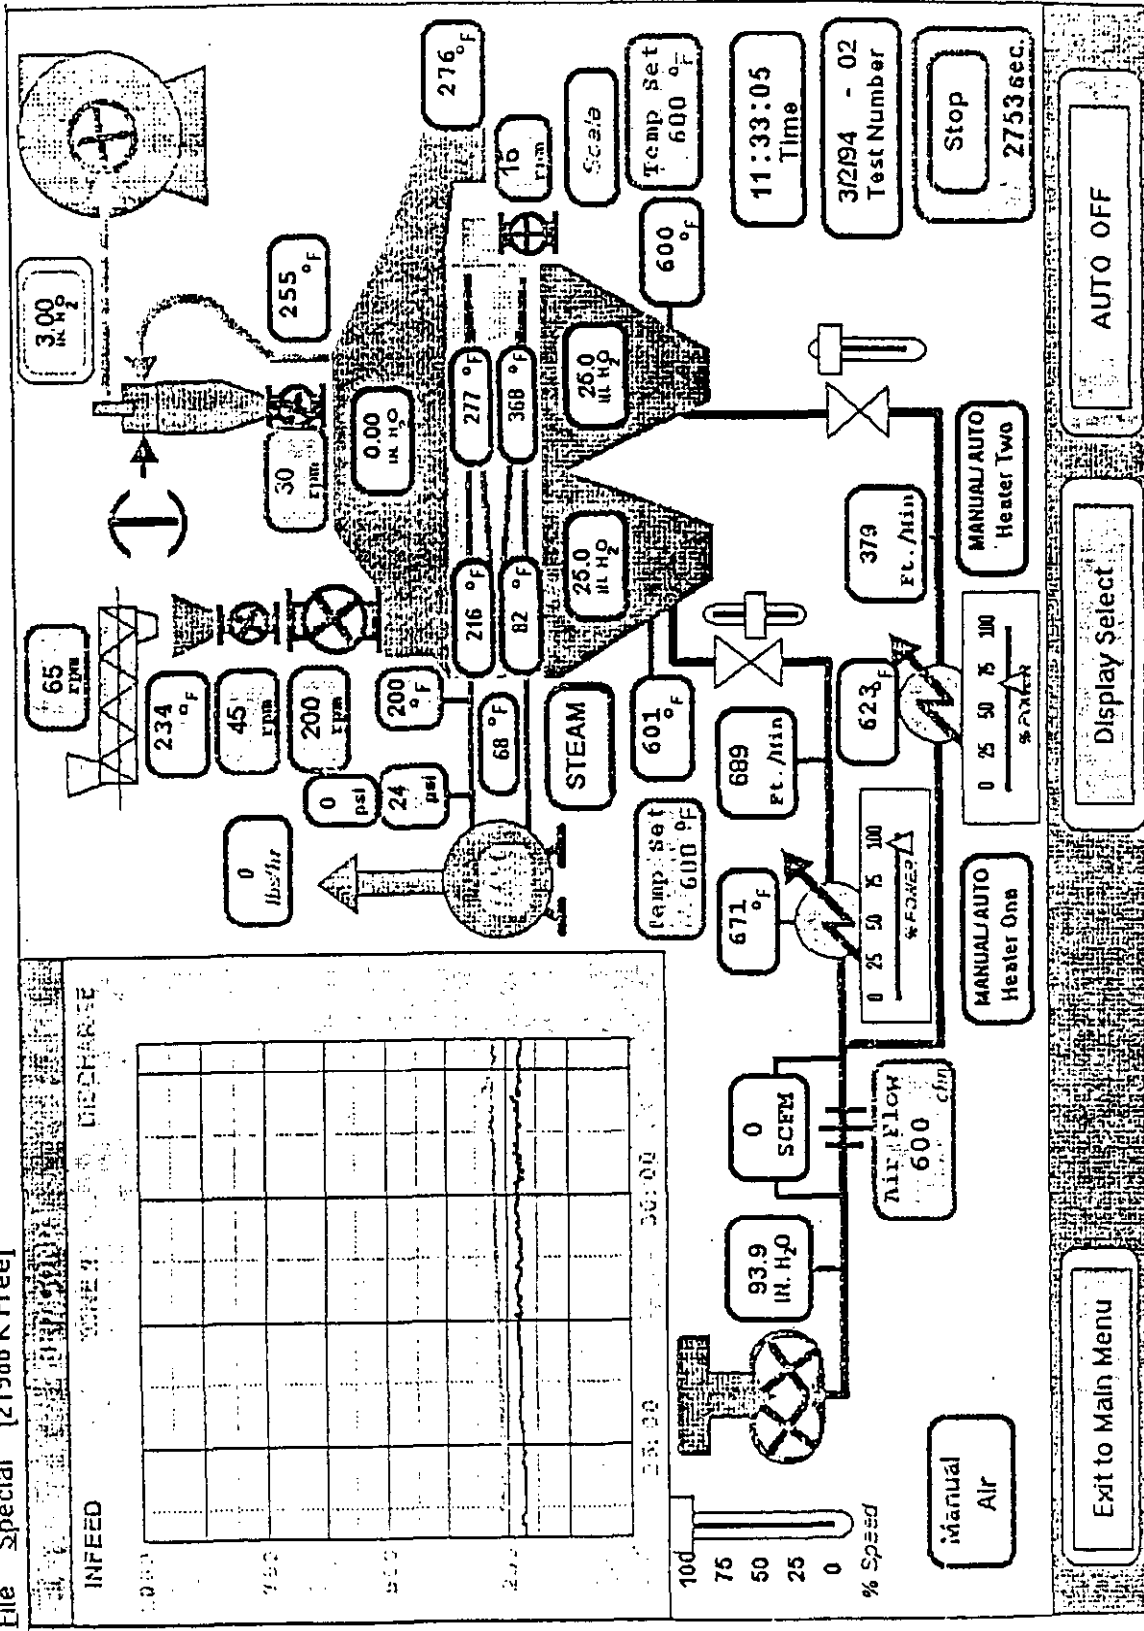 File Special
INFEED
DISCHARGE
100
75
50
25
0
% Speed
Manual
Air
93.9
IN. H2O
0
SCFM
Air Flow
600
cfm
0
lbs/hr
65
rpm
234
°F
45
rpm
200
rpm
0
psi
24
psi
200
°F
68 °F
STEAM
216 °F
82 °F
277 °F
368 °F
3.00
IN. H2O
255
°F
30
rpm
0.00
IN. H2O
25.0
IN. H2O
276
°F
rpm
Scale
Temp Set
600 °F
600
°F
601
°F
Temp Set
600 °F
671
°F
689
Ft./Min
623
°F
379
Ft./Min
0 25 50 75 100
% POWER
0 25 50 75 100
% POWER
MANUAL/AUTO
Heater One
MANUAL/AUTO
Heater Two
11:33:05
Time
3/2/94 - 02
Test Number
Stop
2753 sec.
Exit to Main Menu
Display Select
AUTO OFF